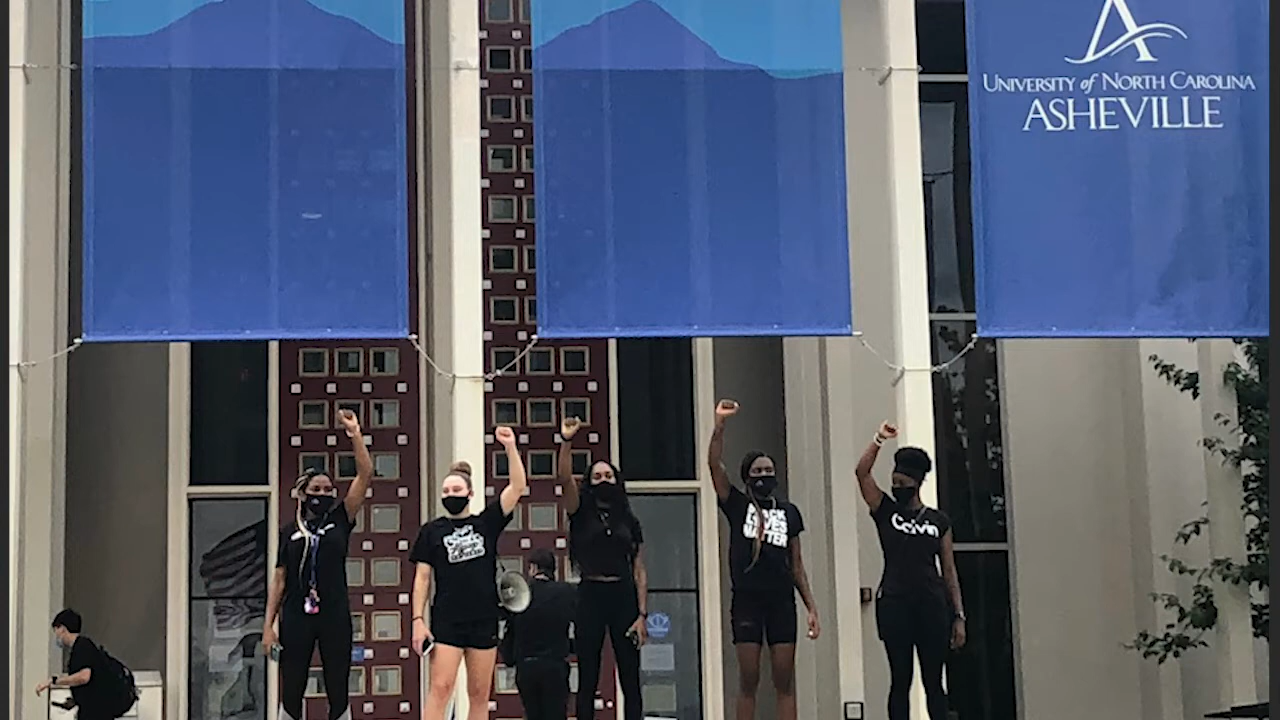 A
UNIVERSITY of NORTH CAROLINA
ASHEVILLE
BLACK
LIVES
MATTER
Calvin